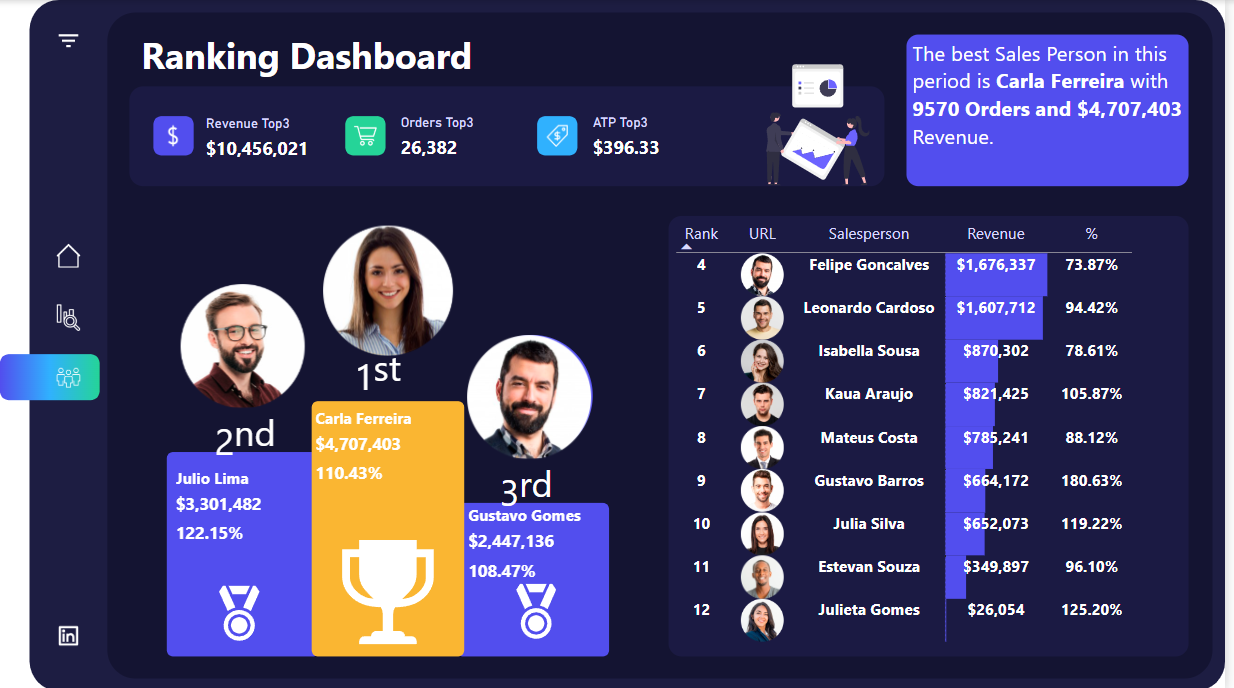 Ranking Dashboard
Revenue Top3
$10,456,021
Orders Top3
26,382
ATP Top3
$396.33
The best Sales Person in this
period is Carla Ferreira with
9570 Orders and $4,707,403
Revenue.
1st
2nd
3rd
Carla Ferreira
$4,707,403
110.43%
Julio Lima
$3,301,482
122.15%
Gustavo Gomes
$2,447,136
108.47%
Rank URL Salesperson Revenue %
4 Felipe Goncalves $1,676,337 73.87%
5 Leonardo Cardoso $1,607,712 94.42%
6 Isabella Sousa $870,302 78.61%
7 Kaua Araujo $821,425 105.87%
8 Mateus Costa $785,241 88.12%
9 Gustavo Barros $664,172 180.63%
10 Julia Silva $652,073 119.22%
11 Estevan Souza $349,897 96.10%
12 Julieta Gomes $26,054 125.20%
in